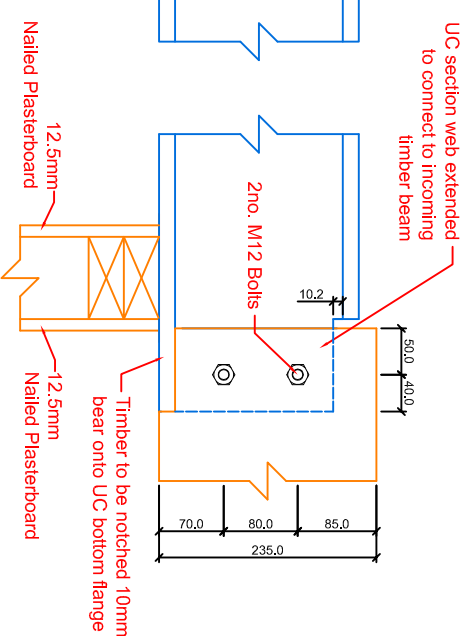 UC section web extended
to connect to incoming
timber beam
2no. M12 Bolts
10.2
50.0
40.0
12.5mm
Nailed Plasterboard
12.5mm
Nailed Plasterboard
Timber to be notched 10mm
bear onto UC bottom flange
70.0
80.0
85.0
235.0